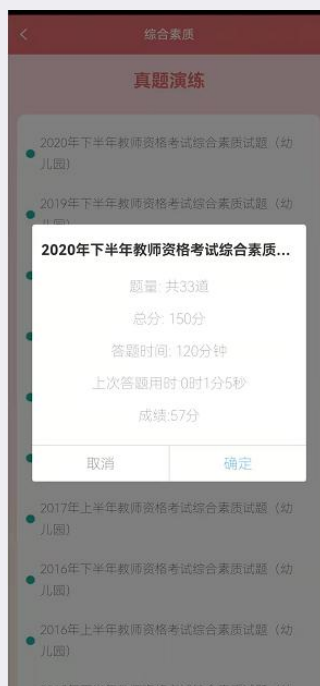 综合素质
真题演练
2020年下半年教师资格考试综合素质试题（幼
儿园）
2019年下半年教师资格考试综合素质试题（幼
2020年下半年教师资格考试综合素质...
题量: 共33道
总分: 150分
答题时间: 120分钟
上次答题用时:0时1分5秒
成绩:57分
取消
确定
2017年上半年教师资格考试综合素质试题（幼
儿园）
2016年下半年教师资格考试综合素质试题（幼
儿园）
2016年上半年教师资格考试综合素质试题（幼
儿园）